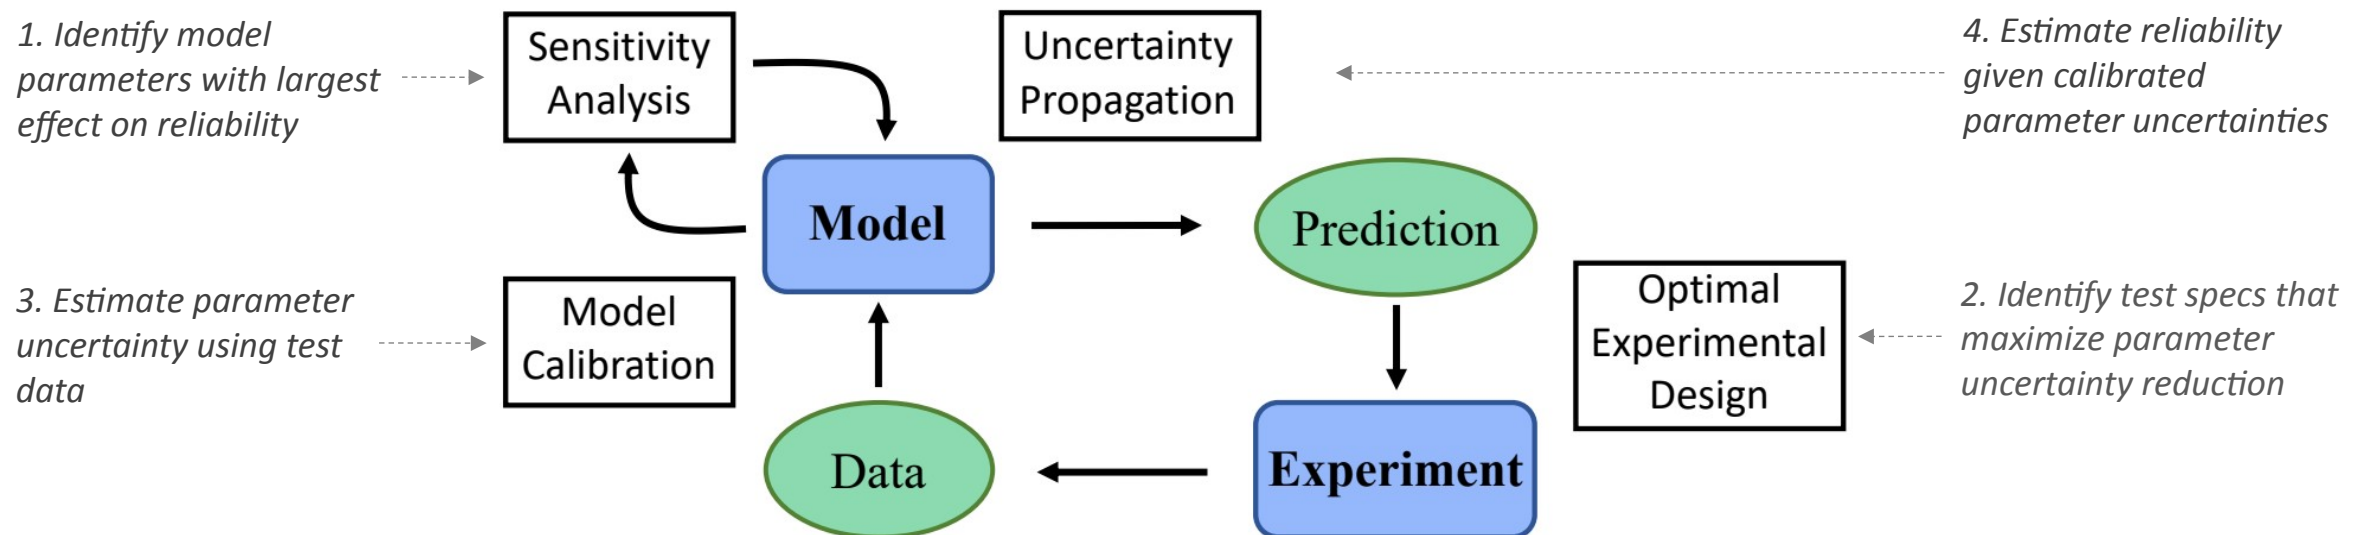 1. Identify model
parameters with largest
effect on reliability
Sensitivity
Analysis
Uncertainty
Propagation
4. Estimate reliability
given calibrated
parameter uncertainties
Model
Prediction
3. Estimate parameter
uncertainty using test
data
Model
Calibration
Optimal
Experimental
Design
2. Identify test specs that
maximize parameter
uncertainty reduction
Data
Experiment